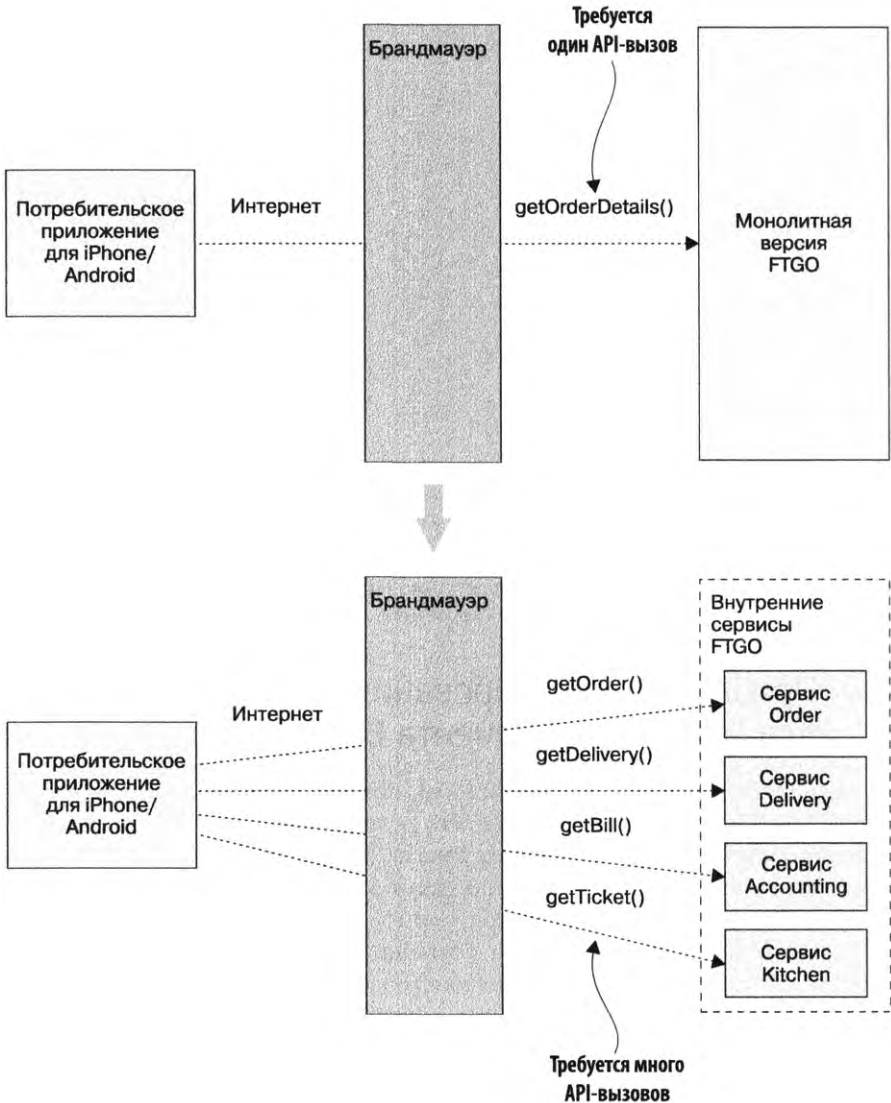 Требуется
один API-вызов
Брандмауэр
Потребительское
приложение
для iPhone/
Android
Интернет
getOrderDetails()
Монолитная
версия
FTGO
Брандмауэр
Внутренние
сервисы
FTGO
Интернет
getOrder()
Сервис
Order
Потребительское
приложение
для iPhone/
Android
getDelivery()
Сервис
Delivery
getBill()
Сервис
Accounting
getTicket()
Сервис
Kitchen
Требуется много
API-вызовов